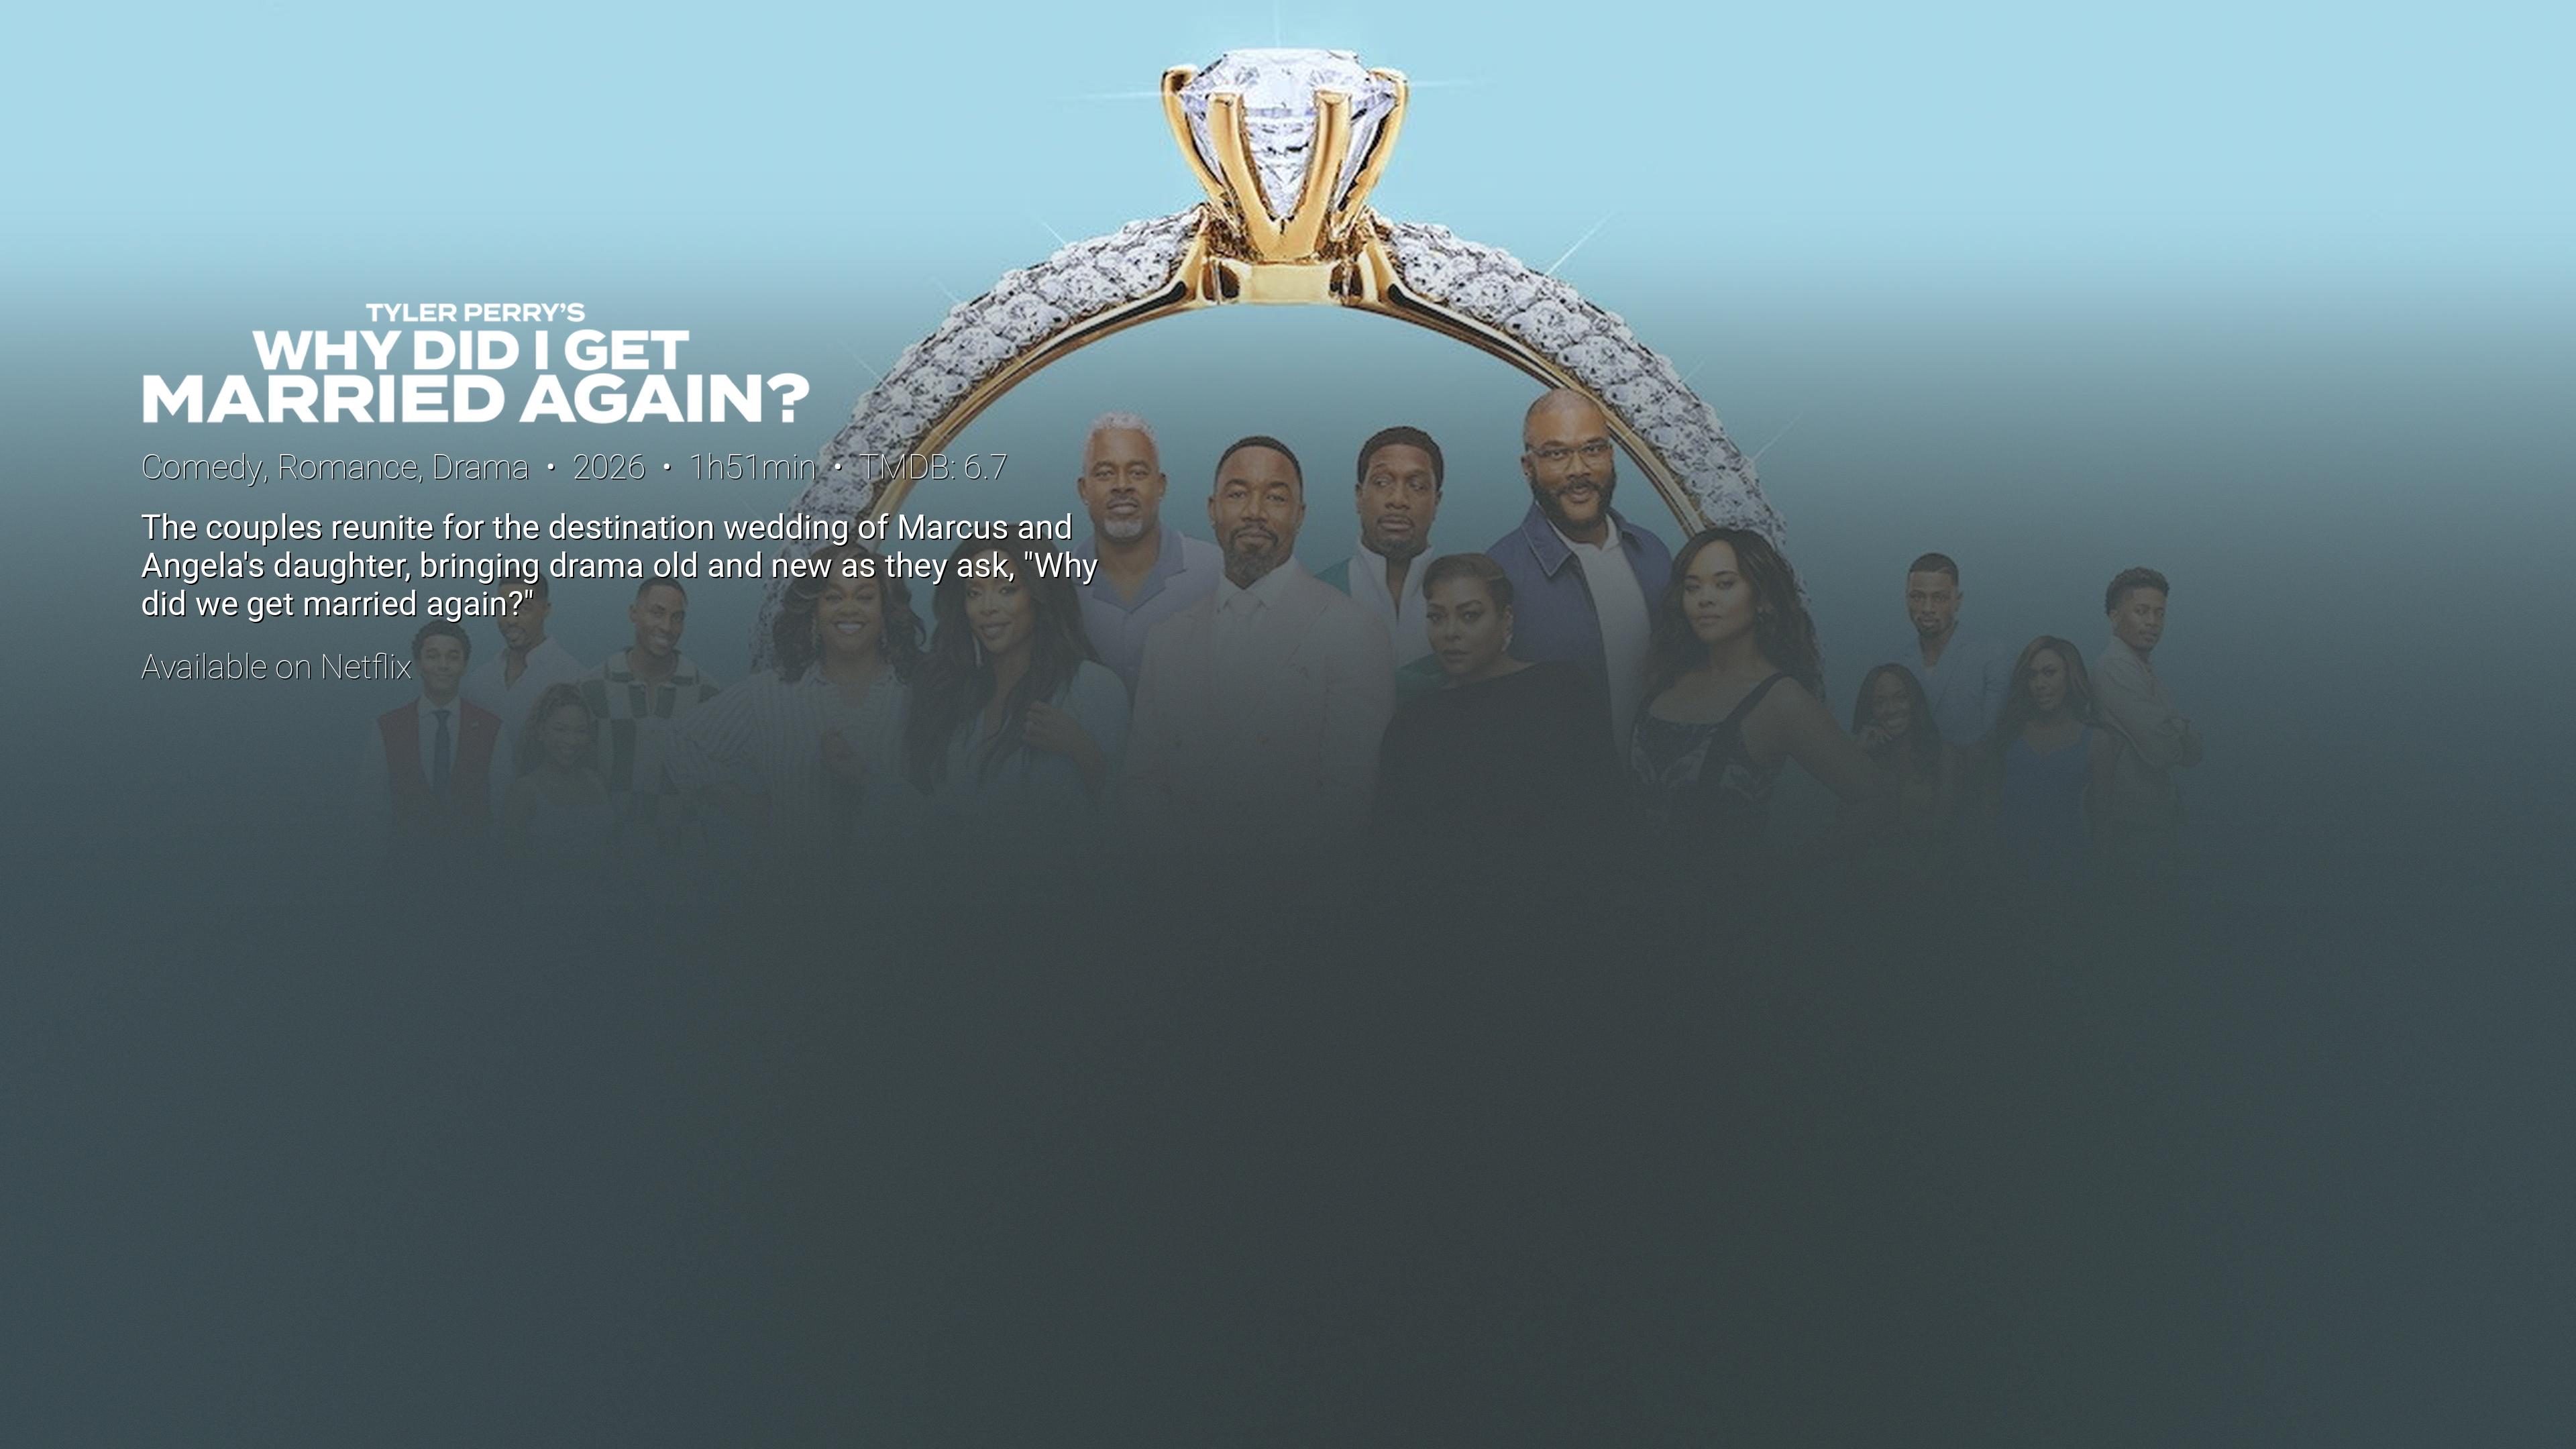 TYLER PERRY'S
WHY DID I GET
MARRIED AGAIN?
Comedy, Romance, Drama • 2026 • 1h51min • TMDB: 6.7
The couples reunite for the destination wedding of Marcus and
Angela's daughter, bringing drama old and new as they ask, "Why
did we get married again?"
Available on Netflix